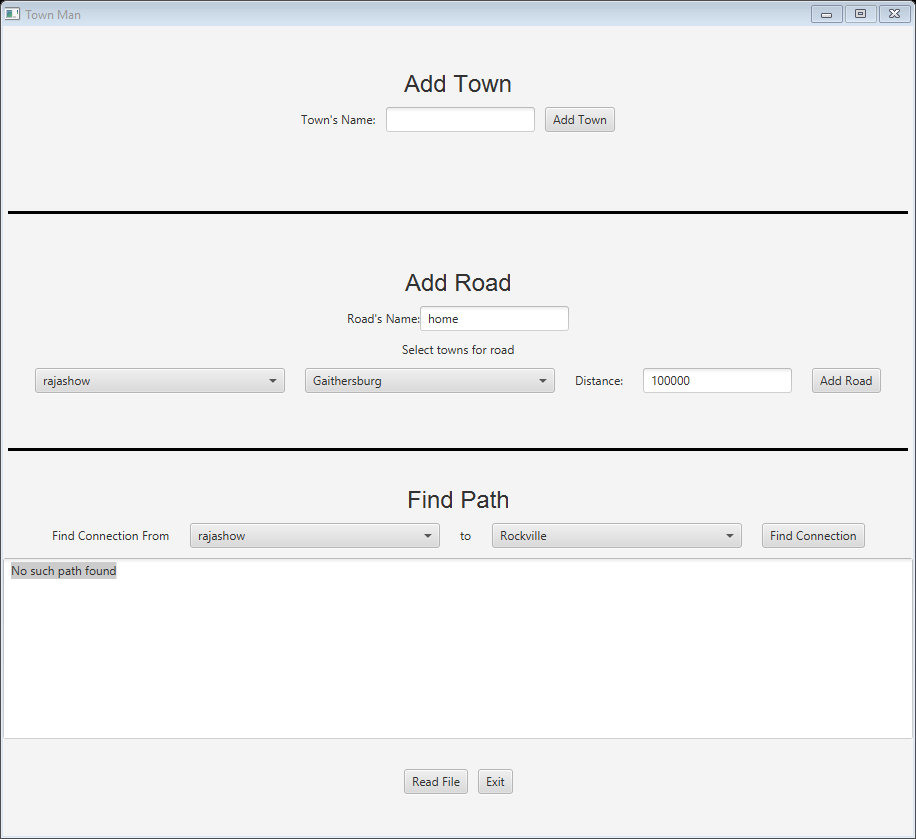 Town Man
Add Town
Town's Name: Add Town
Add Road
Road's Name: home
Select towns for road
rajashow Gaithersburg Distance: 100000 Add Road
Find Path
Find Connection From rajashow to Rockville Find Connection
No such path found
Read File Exit